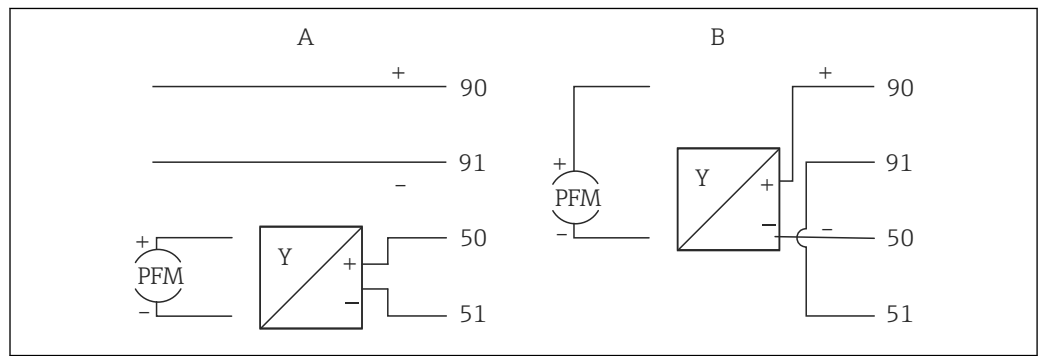 A B
+ 90 + 90
91 91
–
+ Y + PFM –
+ 50 Y – – 50
PFM +
– – 51 51